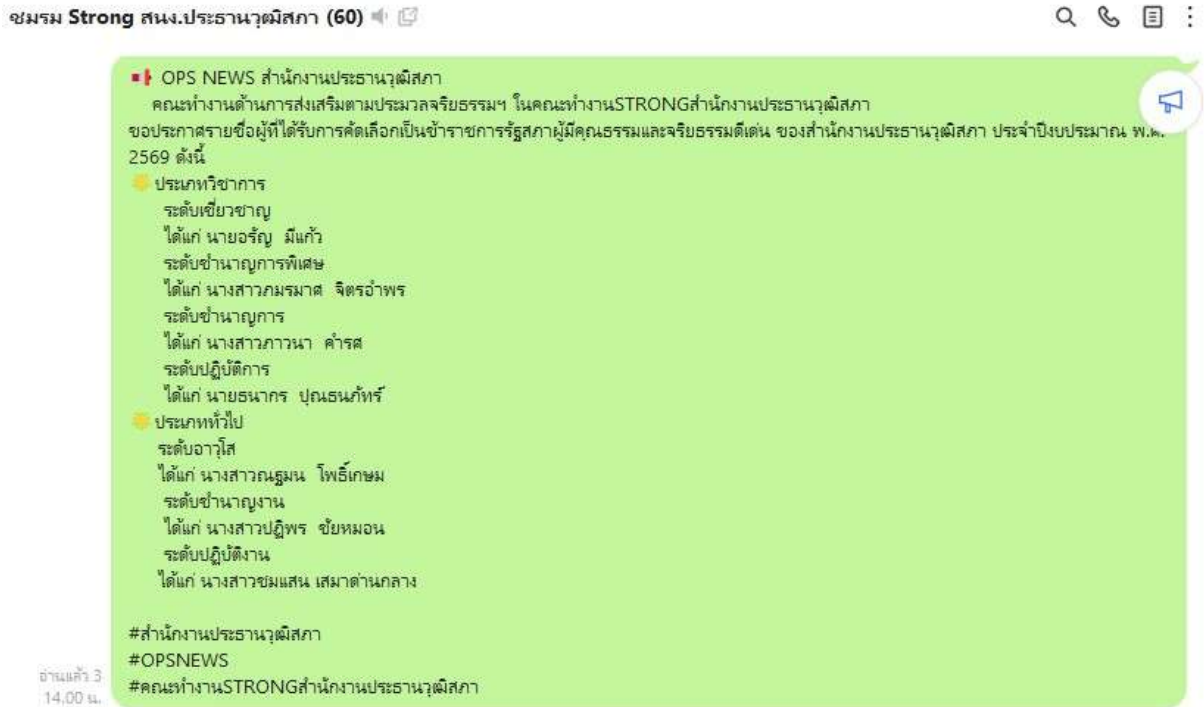 ชมรม Strong สนง.ประธานวุฒิสภา (60)
OPS NEWS สำนักงานประธานวุฒิสภา
คณะทำงานด้านการส่งเสริมตามประมวลจริยธรรมฯ ในคณะทำงานSTRONGสำนักงานประธานวุฒิสภา
ขอประกาศรายชื่อผู้ที่ได้รับการคัดเลือกเป็นข้าราชการรัฐสภาผู้มีคุณธรรมและจริยธรรมดีเด่น ของสำนักงานประธานวุฒิสภา ประจำปีงบประมาณ พ.ศ.
2569 ดังนี้
ประเภทวิชาการ
ระดับเชี่ยวชาญ
ได้แก่ นายอรัญ มีแก้ว
ระดับชำนาญการพิเศษ
ได้แก่ นางสาวภมรมาศ จิตรอำพร
ระดับชำนาญการ
ได้แก่ นางสาวภาวนา คำรศ
ระดับปฏิบัติการ
ได้แก่ นายธนากร ปุณธนภัทร์
ประเภททั่วไป
ระดับอาวุโส
ได้แก่ นางสาวณฐมน โพธิ์เกษม
ระดับชำนาญงาน
ได้แก่ นางสาวปฏิพร ชัยหมอน
ระดับปฏิบัติงาน
ได้แก่ นางสาวชมแสน เสมาด่านกลาง
#สำนักงานประธานวุฒิสภา
#OPSNEWS
#คณะทำงานSTRONGสำนักงานประธานวุฒิสภา
อ่านแล้ว 3
14.00 น.